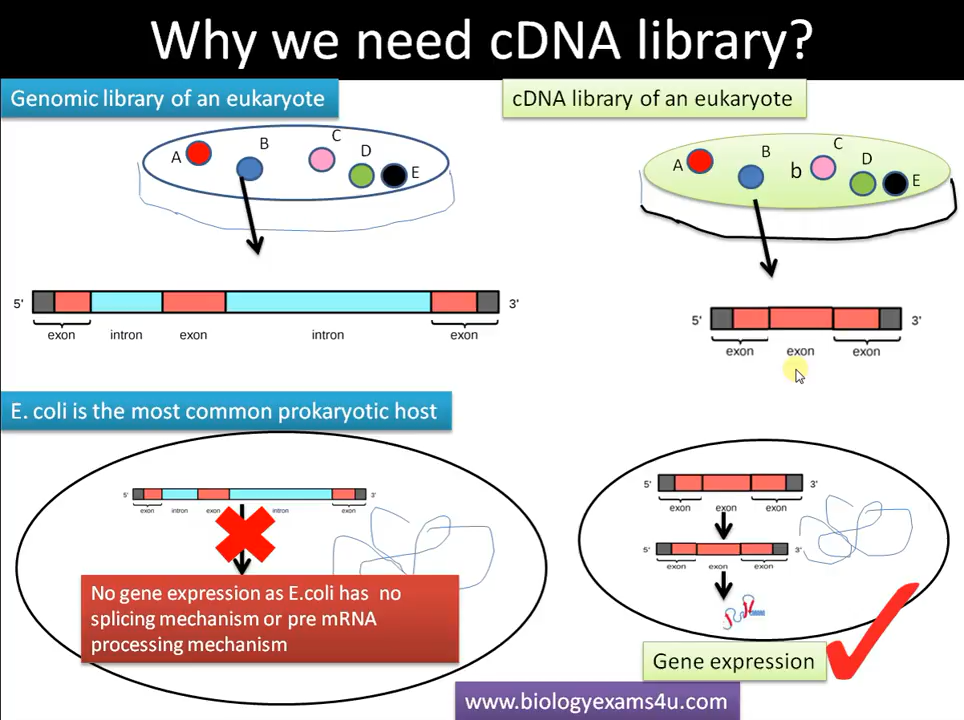 Why we need cDNA library?
Genomic library of an eukaryote
A
B
C
D
E
5'
3'
exon
intron
exon
intron
exon
cDNA library of an eukaryote
A
B
b
C
D
E
5'
3'
exon
exon
exon
E. coli is the most common prokaryotic host
5'
3'
exon
intron
exon
intron
exon
No gene expression as E.coli has no
splicing mechanism or pre mRNA
processing mechanism
5'
3'
exon
exon
exon
5'
3'
exon
exon
exon
Gene expression
www.biologyexams4u.com